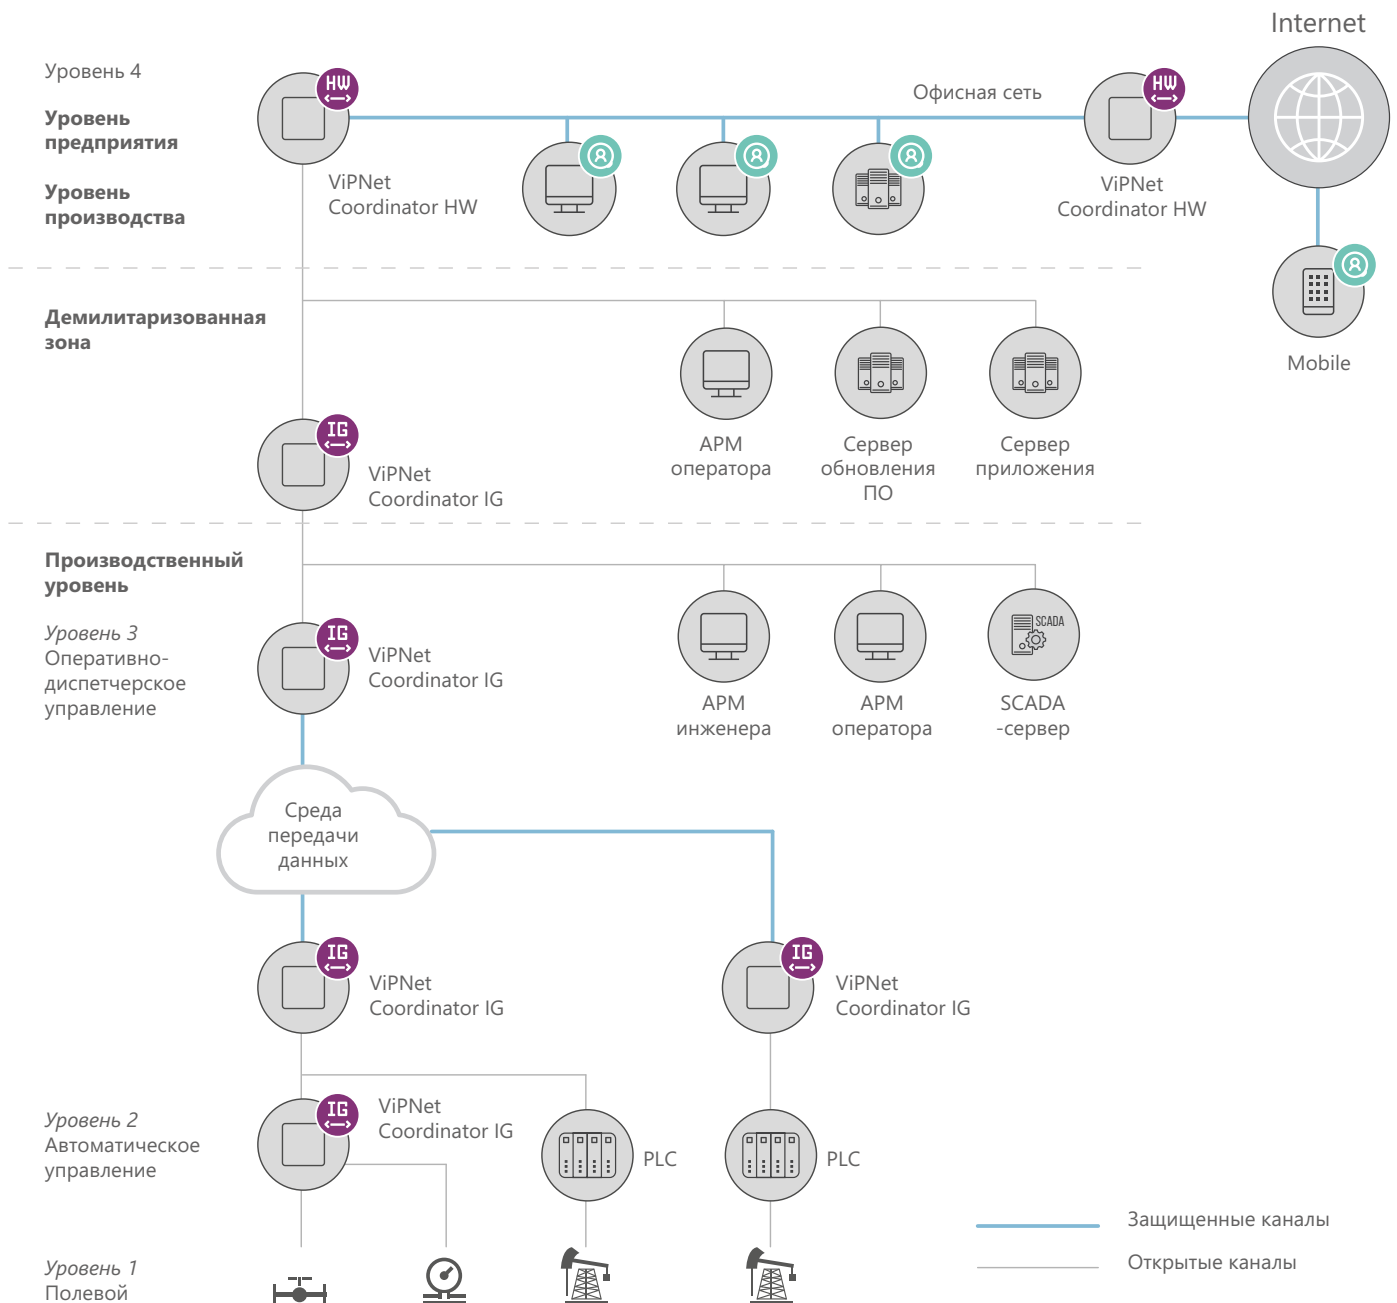 Internet
Уровень 4
HW
HW
Офисная сеть
Уровень
предприятия
ViPNet
Coordinator HW
ViPNet
Coordinator HW
Уровень
производства
Демилитаризованная
зона
Mobile
IG
ViPNet
Coordinator IG
АРМ
оператора
Сервер
обновления
ПО
Сервер
приложения
Производственный
уровень
Уровень 3
Оперативно-
диспетчерское
управление
IG
ViPNet
Coordinator IG
SCADA
АРМ
инженера
АРМ
оператора
SCADA
-сервер
Среда
передачи
данных
IG
ViPNet
Coordinator IG
IG
ViPNet
Coordinator IG
Уровень 2
Автоматическое
управление
IG
ViPNet
Coordinator IG
PLC
PLC
Защищенные каналы
Открытые каналы
Уровень 1
Полевой